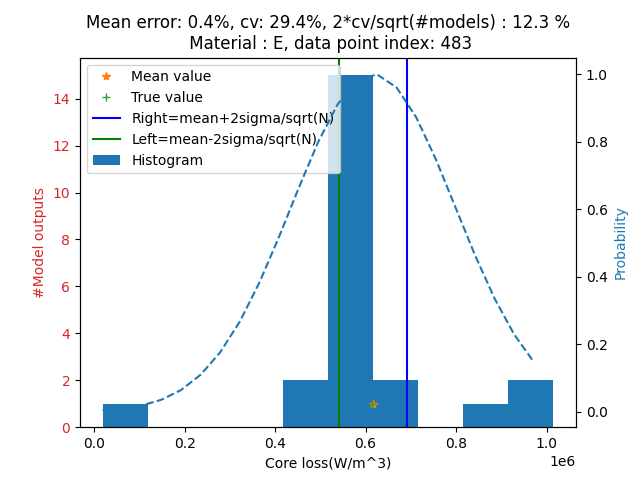 Mean error: 0.4%, cv: 29.4%, 2*cv/sqrt(#models) : 12.3 %
Material : E, data point index: 483
Mean value
True value
Right=mean+2sigma/sqrt(N)
Left=mean-2sigma/sqrt(N)
Histogram
#Model outputs
14
12
10
8
6
4
2
0
1.0
0.8
0.6
0.4
0.2
0.0
Probability
0.0 0.2 0.4 0.6 0.8 1.0
1e6
Core loss(W/m^3)